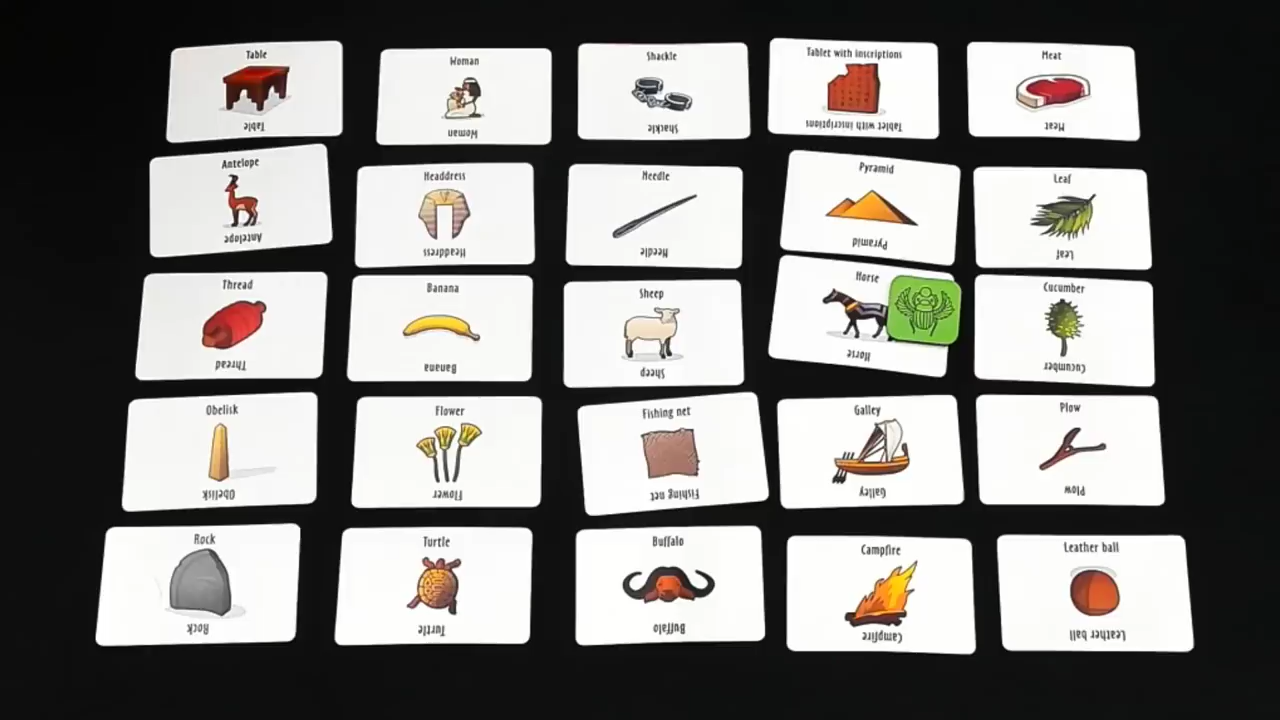 Table
Table
Woman
Woman
Shackle
Shackle
Tablet with inscriptions
Tablet with inscriptions
Meat
Meat
Antelope
Antelope
Headdress
Headdress
Needle
Needle
Pyramid
Pyramid
Leaf
Leaf
Thread
Thread
Banana
Banana
Sheep
Sheep
Horse
Horse
Cucumber
Cucumber
Obelisk
Obelisk
Flower
Flower
Fishing net
Fishing net
Galley
Galley
Plow
Plow
Rock
Rock
Turtle
Turtle
Buffalo
Buffalo
Campfire
Campfire
Leather ball
Leather ball